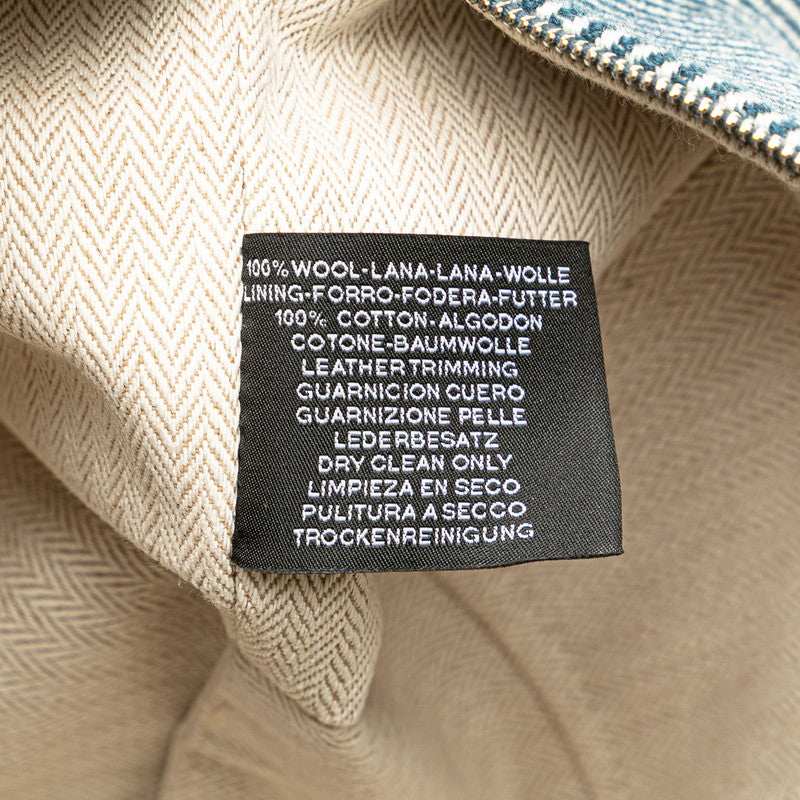 100% WOOL-LANA-LANA-WOLLE
LINING-FORRO-FODERA-FUTTER
100% COTTON-ALGODON
COTONE-BAUMWOLLE
LEATHER TRIMMING
GUARNICION CUERO
GUARNIZIONE PELLE
LEDERBESATZ
DRY CLEAN ONLY
LIMPIEZA EN SECO
PULITURA A SECCO
TROCKENREINIGUNG